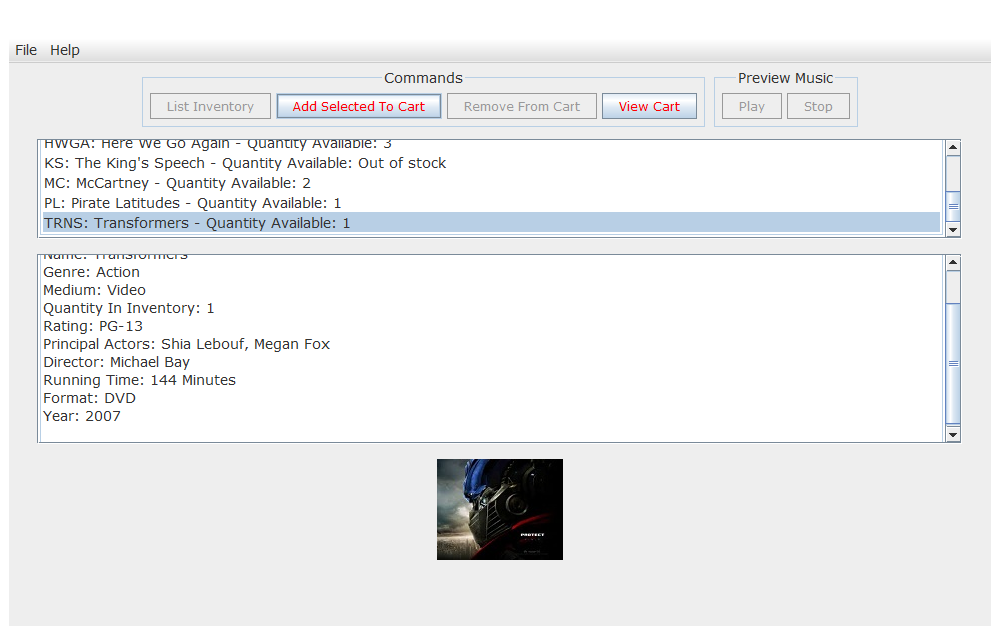 File Help
Commands
Preview Music
List Inventory Add Selected To Cart Remove From Cart View Cart Play Stop
HWGA: Here We Go Again - Quantity Available: 3
KS: The King's Speech - Quantity Available: Out of stock
MC: McCartney - Quantity Available: 2
PL: Pirate Latitudes - Quantity Available: 1
TRNS: Transformers - Quantity Available: 1
Name: Transformers
Genre: Action
Medium: Video
Quantity In Inventory: 1
Rating: PG-13
Principal Actors: Shia Lebouf, Megan Fox
Director: Michael Bay
Running Time: 144 Minutes
Format: DVD
Year: 2007
PROTECT